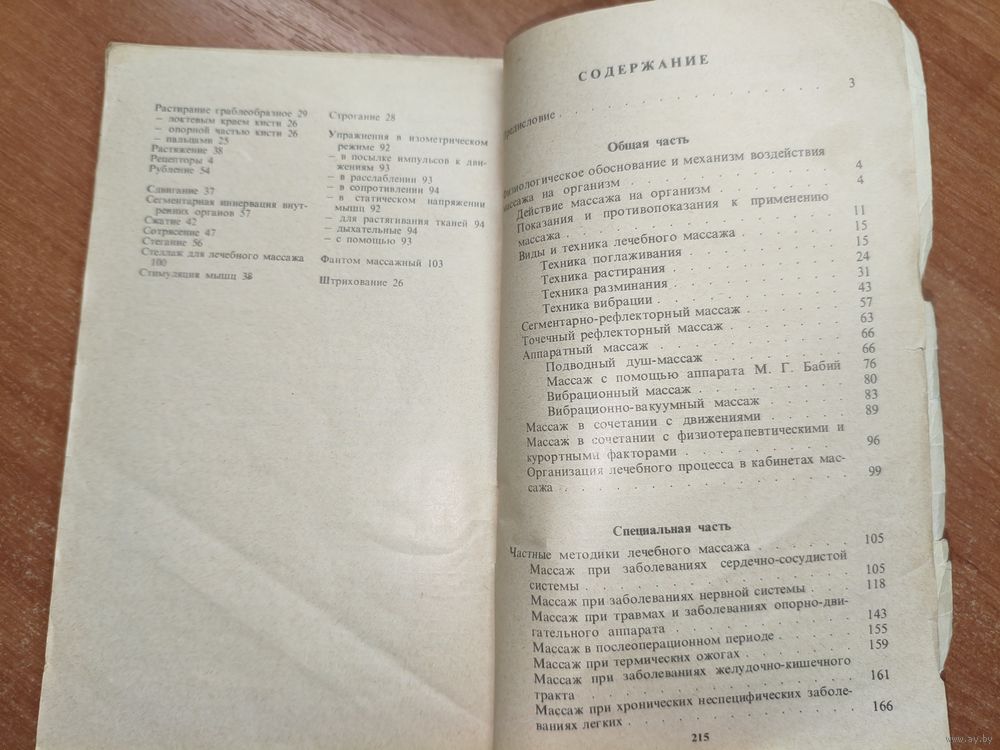 Растирание граблеобразное 29
— локтевым краем кисти 26
— опорной частью кисти 26
— пальцами 25
Растяжение 38
Рецепторы 4
Рубление 54
Сдвигание 37
Сегментарная иннервация внут-
ренних органов 57
Сжатие 42
Сотрясение 47
Стегание 56
Стеллаж для лечебного массажа
100
Стимуляция мышц 38
Строгание 28
Упражнения в изометрическом
режиме 92
— в посылке импульсов к дви-
жениям 93
— в расслаблении 93
— в сопротивлении 94
— в статическом напряжении
мышц 92
— для растягивания тканей 94
— дыхательные 94
— с помощью 93
Фантом массажный 103
Штрихование 26
СОДЕРЖАНИЕ
Предисловие . . . . . . . . . . 3
Общая часть
Физиологическое обоснование и механизм воздействия
массажа на организм . . . . . . . . 4
Действие массажа на организм . . . . . 4
Показания и противопоказания к применению
массажа . . . . . . . . . . 11
Виды и техника лечебного массажа . . . . . 15
Техника поглаживания . . . . . . . 15
Техника растирания . . . . . . . 24
Техника разминания . . . . . . . 31
Техника вибрации . . . . . . . 43
Сегментарно-рефлекторный массаж . . . . . 57
Точечный рефлекторный массаж . . . . . 63
Аппаратный массаж . . . . . . . 66
Подводный душ-массаж . . . . . . 66
Массаж с помощью аппарата М. Г. Бабий 76
Вибрационный массаж . . . . . . . 80
Вибрационно-вакуумный массаж . . . . . 83
Массаж в сочетании с движениями . . . . . 89
Массаж в сочетании с физиотерапевтическими и
курортными факторами . . . . . . . 96
Организация лечебного процесса в кабинетах мас-
сажа . . . . . . . . . . 99
Специальная часть
Частные методики лечебного массажа . . . . . 105
Массаж при заболеваниях сердечно-сосудистой
системы . . . . . . . . . . 105
Массаж при заболеваниях нервной системы . . . 118
Массаж при травмах и заболеваниях опорно-дви-
гательного аппарата . . . . . . . 143
Массаж в послеоперационном периоде . . . . 155
Массаж при термических ожогах . . . . . 159
Массаж при заболеваниях желудочно-кишечного
тракта . . . . . . . . . . 161
Массаж при хронических неспецифических заболе-
ваниях легких . . . . . . . . 166
215
www.ay.by